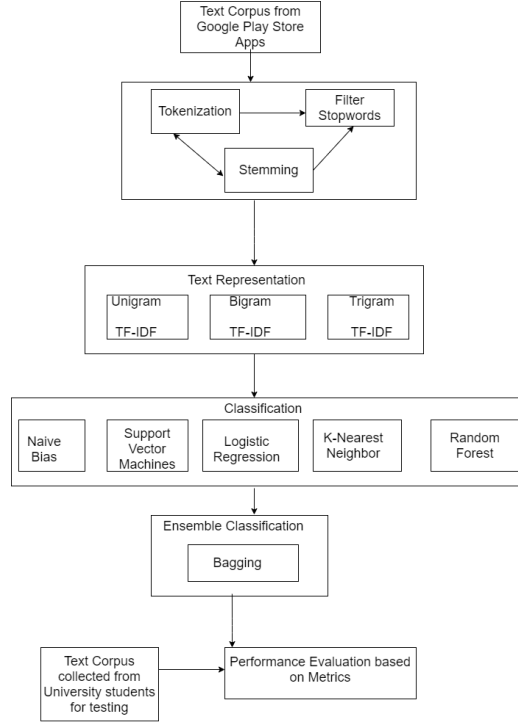 Text Corpus from
Google Play Store
Apps
Tokenization
Filter
Stopwords
Stemming
Text Representation
Unigram
TF-IDF
Bigram
TF-IDF
Trigram
TF-IDF
Classification
Naive
Bias
Support
Vector
Machines
Logistic
Regression
K-Nearest
Neighbor
Random
Forest
Ensemble Classification
Bagging
Text Corpus
collected from
University students
for testing
Performance Evaluation based
on Metrics